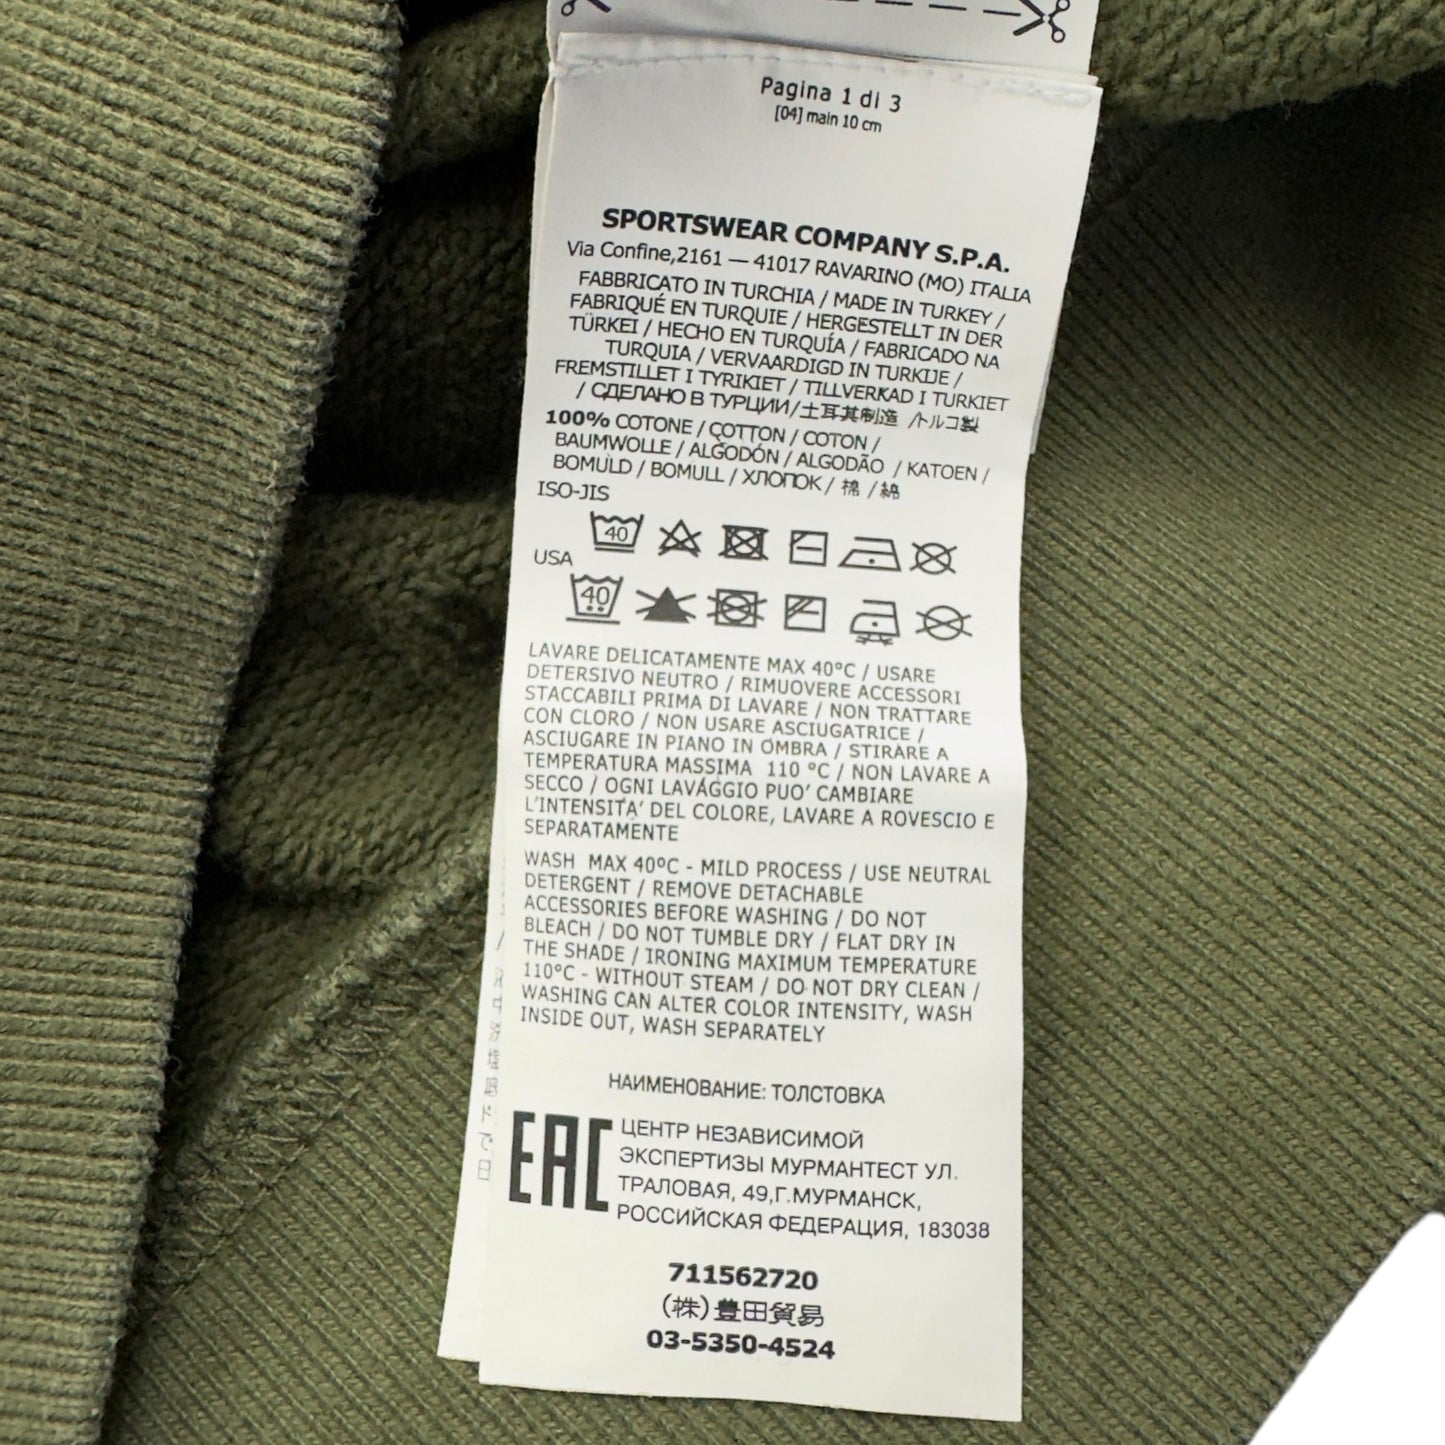 Pagina 1 di 3
[04] main 10 cm
SPORTSWEAR COMPANY S.P.A.
Via Confine,2161 — 41017 RAVARINO (MO) ITALIA
FABBRICATO IN TURCHIA / MADE IN TURKEY /
FABRIQUÉ EN TURQUIE / HERGESTELLT IN DER
TÜRKEI / HECHO EN TURQUÍA / FABRICADO NA
TURQUIA / VERVAARDIGD IN TURKIJE /
FREMSTILLET I TYRIKIET / TILLVERKAD I TURKIET
/ СДЕЛАНО В ТУРЦИИ/土耳其制造 /トルコ製
100% COTONE / COTTON / COTON /
BAUMWOLLE / ALGODÓN / ALGODÃO / KATOEN /
BOMULD / BOMULL / ХЛОПОК / 棉 / 綿
ISO-JIS
40
USA
40
LAVARE DELICATAMENTE MAX 40°C / USARE
DETERSIVO NEUTRO / RIMUOVERE ACCESSORI
STACCABILI PRIMA DI LAVARE / NON TRATTARE
CON CLORO / NON USARE ASCIUGATRICE /
ASCIUGARE IN PIANO IN OMBRA / STIRARE A
TEMPERATURA MASSIMA 110 °C / NON LAVARE A
SECCO / OGNI LAVAGGIO PUO' CAMBIARE
L'INTENSITA' DEL COLORE, LAVARE A ROVESCIO E
SEPARATAMENTE
WASH MAX 40°C - MILD PROCESS / USE NEUTRAL
DETERGENT / REMOVE DETACHABLE
ACCESSORIES BEFORE WASHING / DO NOT
BLEACH / DO NOT TUMBLE DRY / FLAT DRY IN
THE SHADE / IRONING MAXIMUM TEMPERATURE
110°C - WITHOUT STEAM / DO NOT DRY CLEAN /
WASHING CAN ALTER COLOR INTENSITY, WASH
INSIDE OUT, WASH SEPARATELY
НАИМЕНОВАНИЕ: ТОЛСТОВКА
EAC
ЦЕНТР НЕЗАВИСИМОЙ
ЭКСПЕРТИЗЫ МУРМАНТЕСТ УЛ.
ТРАЛОВАЯ, 49,Г.МУРМАНСК,
РОССИЙСКАЯ ФЕДЕРАЦИЯ, 183038
711562720
(株)豊田貿易
03-5350-4524